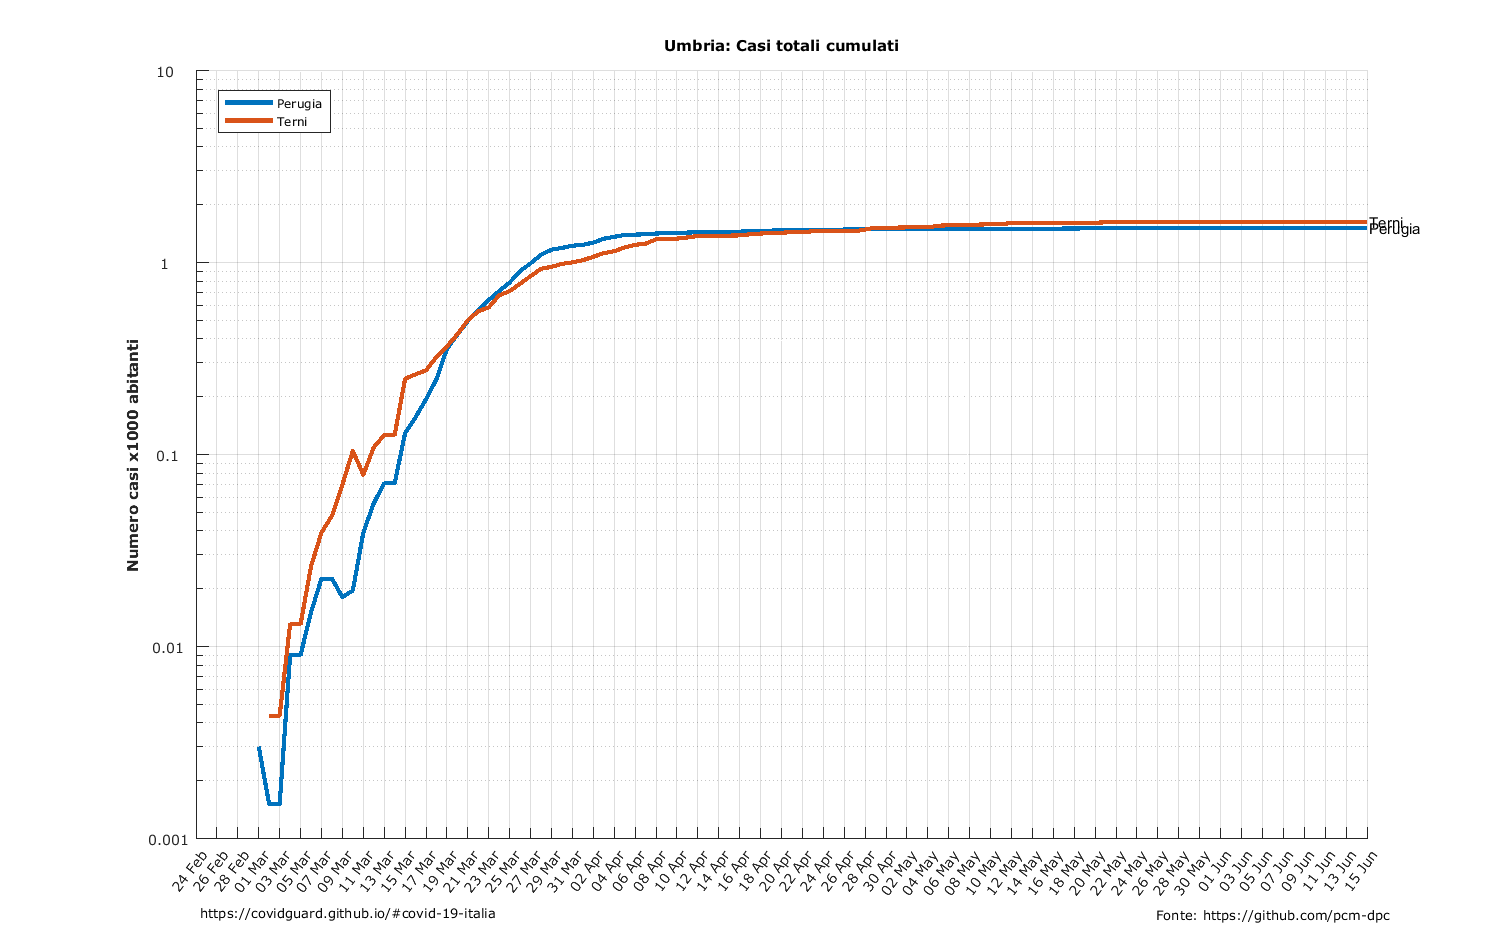 Umbria: Casi totali cumulati
10
1
0.1
0.01
0.001
Numero casi x1000 abitanti
Perugia
Terni
Terni
Perugia
24 Feb
26 Feb
28 Feb
01 Mar
03 Mar
05 Mar
07 Mar
09 Mar
11 Mar
13 Mar
15 Mar
17 Mar
19 Mar
21 Mar
23 Mar
25 Mar
27 Mar
29 Mar
31 Mar
02 Apr
04 Apr
06 Apr
08 Apr
10 Apr
12 Apr
14 Apr
16 Apr
18 Apr
20 Apr
22 Apr
24 Apr
26 Apr
28 Apr
30 Apr
02 May
04 May
06 May
08 May
10 May
12 May
14 May
16 May
18 May
20 May
22 May
24 May
26 May
28 May
30 May
01 Jun
03 Jun
05 Jun
07 Jun
09 Jun
11 Jun
13 Jun
15 Jun
https://covidguard.github.io/#covid-19-italia
Fonte: https://github.com/pcm-dpc